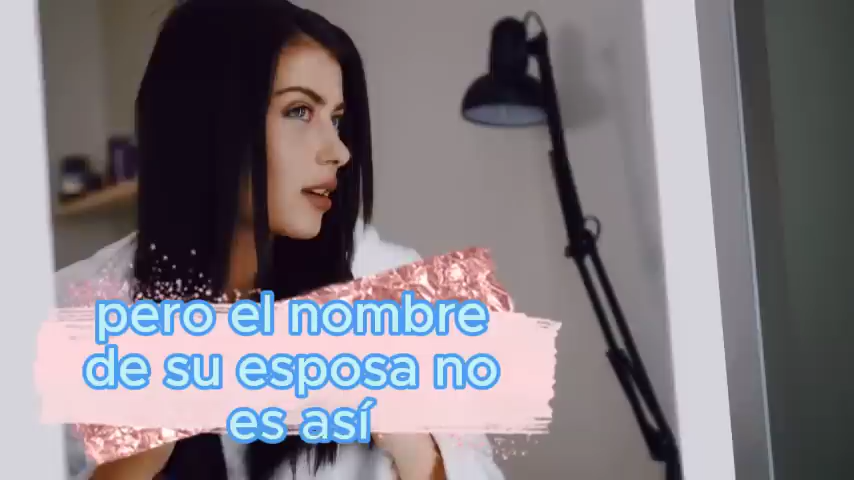 pero el nombre
de su esposa no
es así